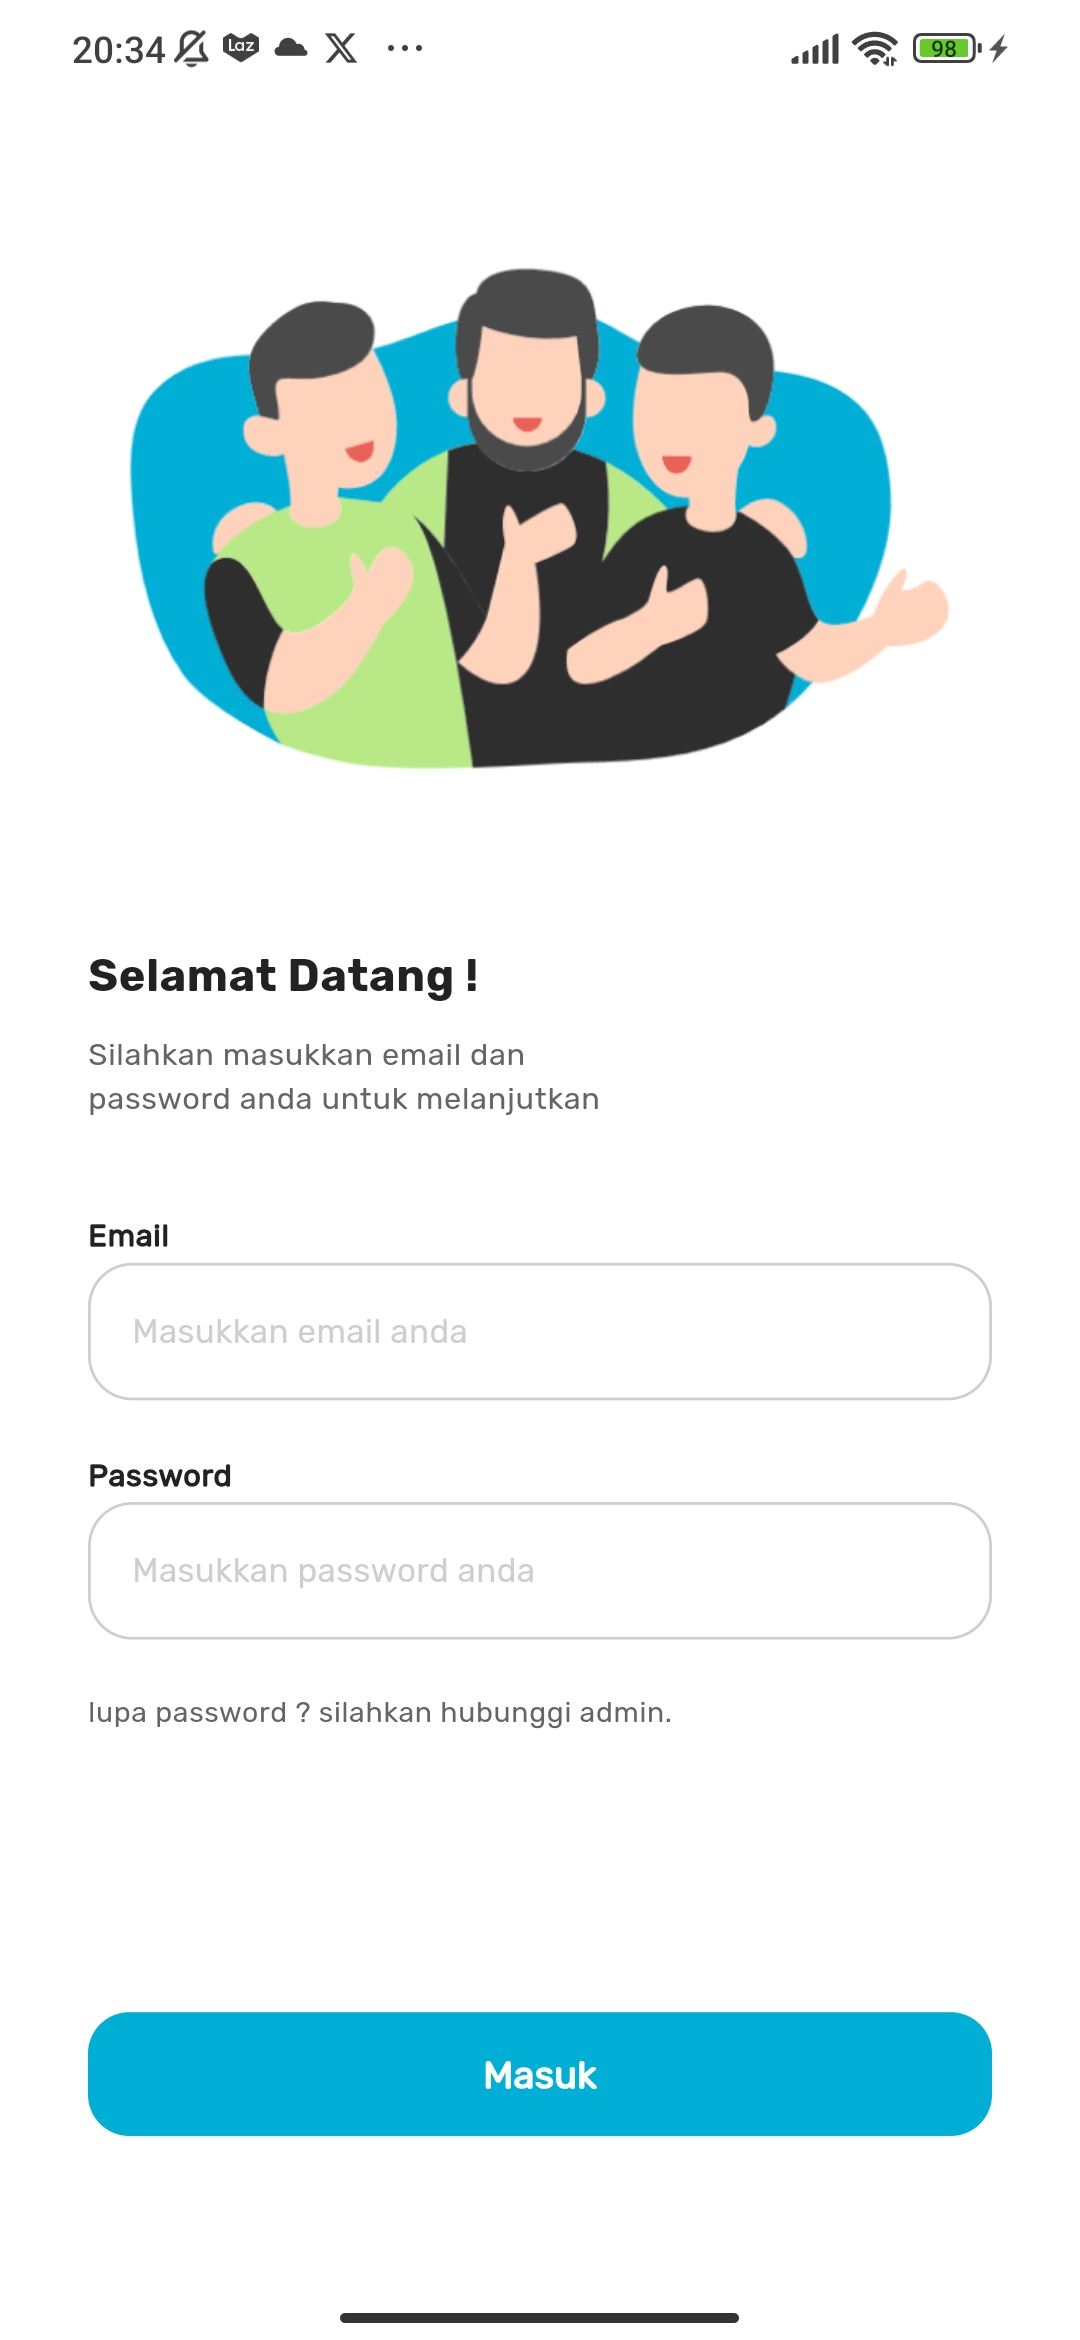 20:34 Laz 98
Selamat Datang !
Silahkan masukkan email dan
password anda untuk melanjutkan
Email
Masukkan email anda
Password
Masukkan password anda
lupa password ? silahkan hubunggi admin.
Masuk